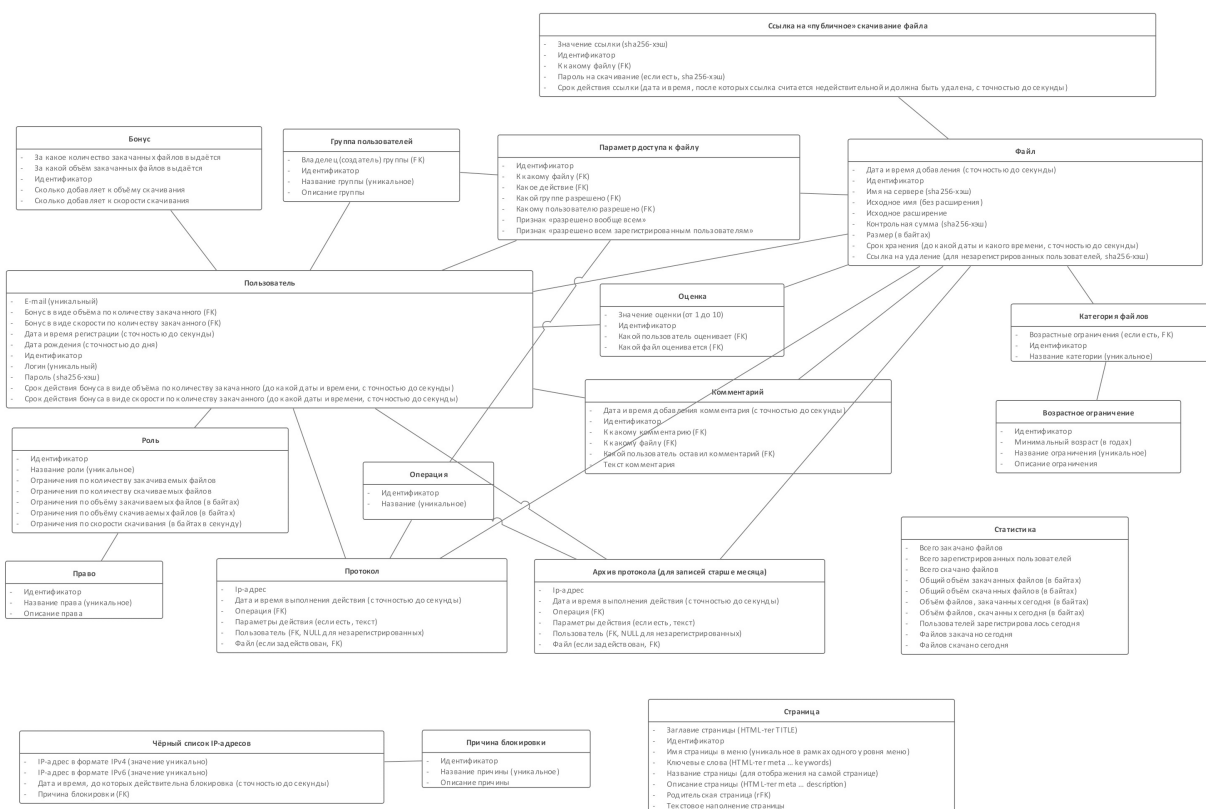 Ссылка на «публичное» скачивание файла
- Значение ссылки (sha256-хэш)
- Идентификатор
- К какому файлу (FK)
- Пароль на скачивание (если есть, sha256-хэш)
- Срок действия ссылки (дата и время, после которых ссылка считается недействительной и должна быть удалена, с точностью до секунды)
Бонус
- За какое количество закачанных файлов выдаётся
- За какой объём закачанных файлов выдаётся
- Идентификатор
- Сколько добавляет к объёму скачивания
- Сколько добавляет к скорости скачивания
Группа пользователей
- Владелец (создатель) группы (FK)
- Идентификатор
- Название группы (уникальное)
- Описание группы
Параметр доступа к файлу
- Идентификатор
- К какому файлу (FK)
- Какое действие (FK)
- Какой группе разрешено (FK)
- Какому пользователю разрешено (FK)
- Признак «разрешено вообще всем»
- Признак «разрешено всем зарегистрированным пользователям»
Файл
- Дата и время добавления (с точностью до секунды)
- Идентификатор
- Имя на сервере (sha256-хэш)
- Исходное имя (без расширения)
- Исходное расширение
- Контрольная сумма (sha256-хэш)
- Размер (в байтах)
- Срок хранения (до какой даты и какого времени, с точностью до секунды)
- Ссылка на удаление (для незарегистрированных пользователей, sha256-хэш)
Пользователь
- E-mail (уникальный)
- Бонус в виде объёма по количеству закачанного (FK)
- Бонус в виде скорости по количеству закачанного (FK)
- Дата и время регистрации (с точностью до секунды)
- Дата рождения (с точностью до дня)
- Идентификатор
- Логин (уникальный)
- Пароль (sha256-хэш)
- Срок действия бонуса в виде объёма по количеству закачанного (до какой даты и времени, с точностью до секунды)
- Срок действия бонуса в виде скорости по количеству закачанного (до какой даты и времени, с точностью до секунды)
Оценка
- Значение оценки (от 1 до 10)
- Идентификатор
- Какой пользователь оценивает (FK)
- Какой файл оценивается (FK)
Категория файлов
- Возрастные ограничения (если есть, FK)
- Идентификатор
- Название категории (уникальное)
Комментарий
- Дата и время добавления комментария (с точностью до секунды)
- Идентификатор
- К какому комментарию (FK)
- К какому файлу (FK)
- Какой пользователь оставил комментарий (FK)
- Текст комментария
Возрастное ограничение
- Идентификатор
- Минимальный возраст (в годах)
- Название ограничения (уникальное)
- Описание ограничения
Роль
- Идентификатор
- Название роли (уникальное)
- Ограничения по количеству закачиваемых файлов
- Ограничения по количеству скачиваемых файлов
- Ограничения по объёму закачиваемых файлов (в байтах)
- Ограничения по объёму скачиваемых файлов (в байтах)
- Ограничения по скорости скачивания (в байтах в секунду)
Операция
- Идентификатор
- Название (уникальное)
Право
- Идентификатор
- Название права (уникальное)
- Описание права
Протокол
- Ip-адрес
- Дата и время выполнения действия (с точностью до секунды)
- Операция (FK)
- Параметры действия (если есть, текст)
- Пользователь (FK, NULL для незарегистрированных)
- Файл (если задействован, FK)
Архив протокола (для записей старше месяца)
- Ip-адрес
- Дата и время выполнения действия (с точностью до секунды)
- Операция (FK)
- Параметры действия (если есть, текст)
- Пользователь (FK, NULL для незарегистрированных)
- Файл (если задействован, FK)
Статистика
- Всего закачано файлов
- Всего зарегистрированных пользователей
- Всего скачано файлов
- Общий объём закачанных файлов (в байтах)
- Общий объём скачанных файлов (в байтах)
- Объём файлов, закачанных сегодня (в байтах)
- Объём файлов, скачанных сегодня (в байтах)
- Пользователей зарегистрировалось сегодня
- Файлов закачано сегодня
- Файлов скачано сегодня
Чёрный список IP-адресов
- IP-адрес в формате IPv4 (значение уникально)
- IP-адрес в формате IPv6 (значение уникально)
- Дата и время, до которых действительна блокировка (с точностью до секунды)
- Причина блокировки (FK)
Причина блокировки
- Идентификатор
- Название причины (уникальное)
- Описание причины
Страница
- Заглавие страницы (HTML-тег TITLE)
- Идентификатор
- Имя страницы в меню (уникальное в рамках одного уровня меню)
- Ключевые слова (HTML-тег meta … keywords)
- Название страницы (для отображения на самой странице)
- Описание страницы (HTML-тег meta … description)
- Родительская страница (rFK)
- Текстовое наполнение страницы